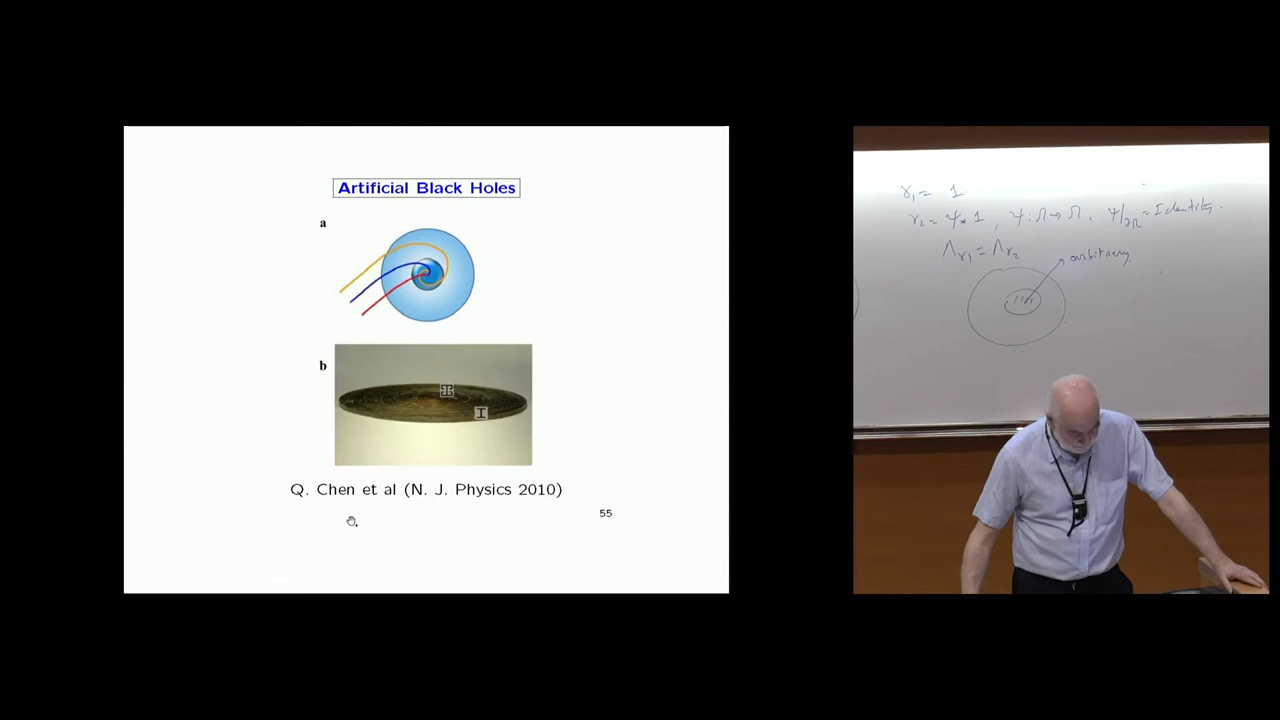 Artificial Black Holes
a
b
Q. Chen et al (N. J. Physics 2010)
55
γ₁ = 1
γ₂ = ψ∗ 1, ψ: Ω → Ω, ψ/∂Ω = Identity.
Λγ₁ = Λγ₂
arbitrary